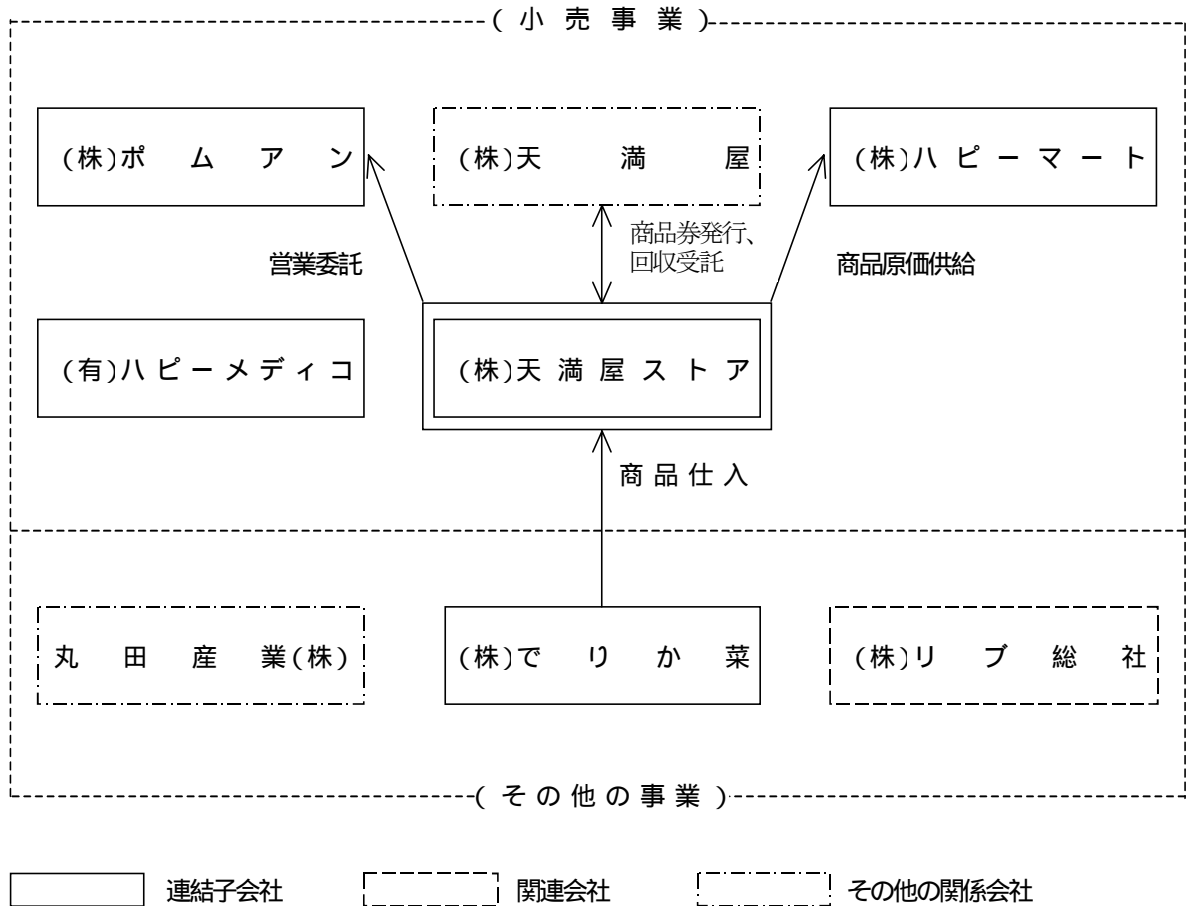 (小売事業)
(株)ポムアン
(株)天満屋
(株)ハピーマート
商品券発行、
回収受託
営業委託
商品原価供給
(有)ハピーメディコ
(株)天満屋ストア
商品仕入
丸田産業(株)
(株)でりか菜
(株)リブ総社
(その他の事業)
連結子会社
関連会社
その他の関係会社